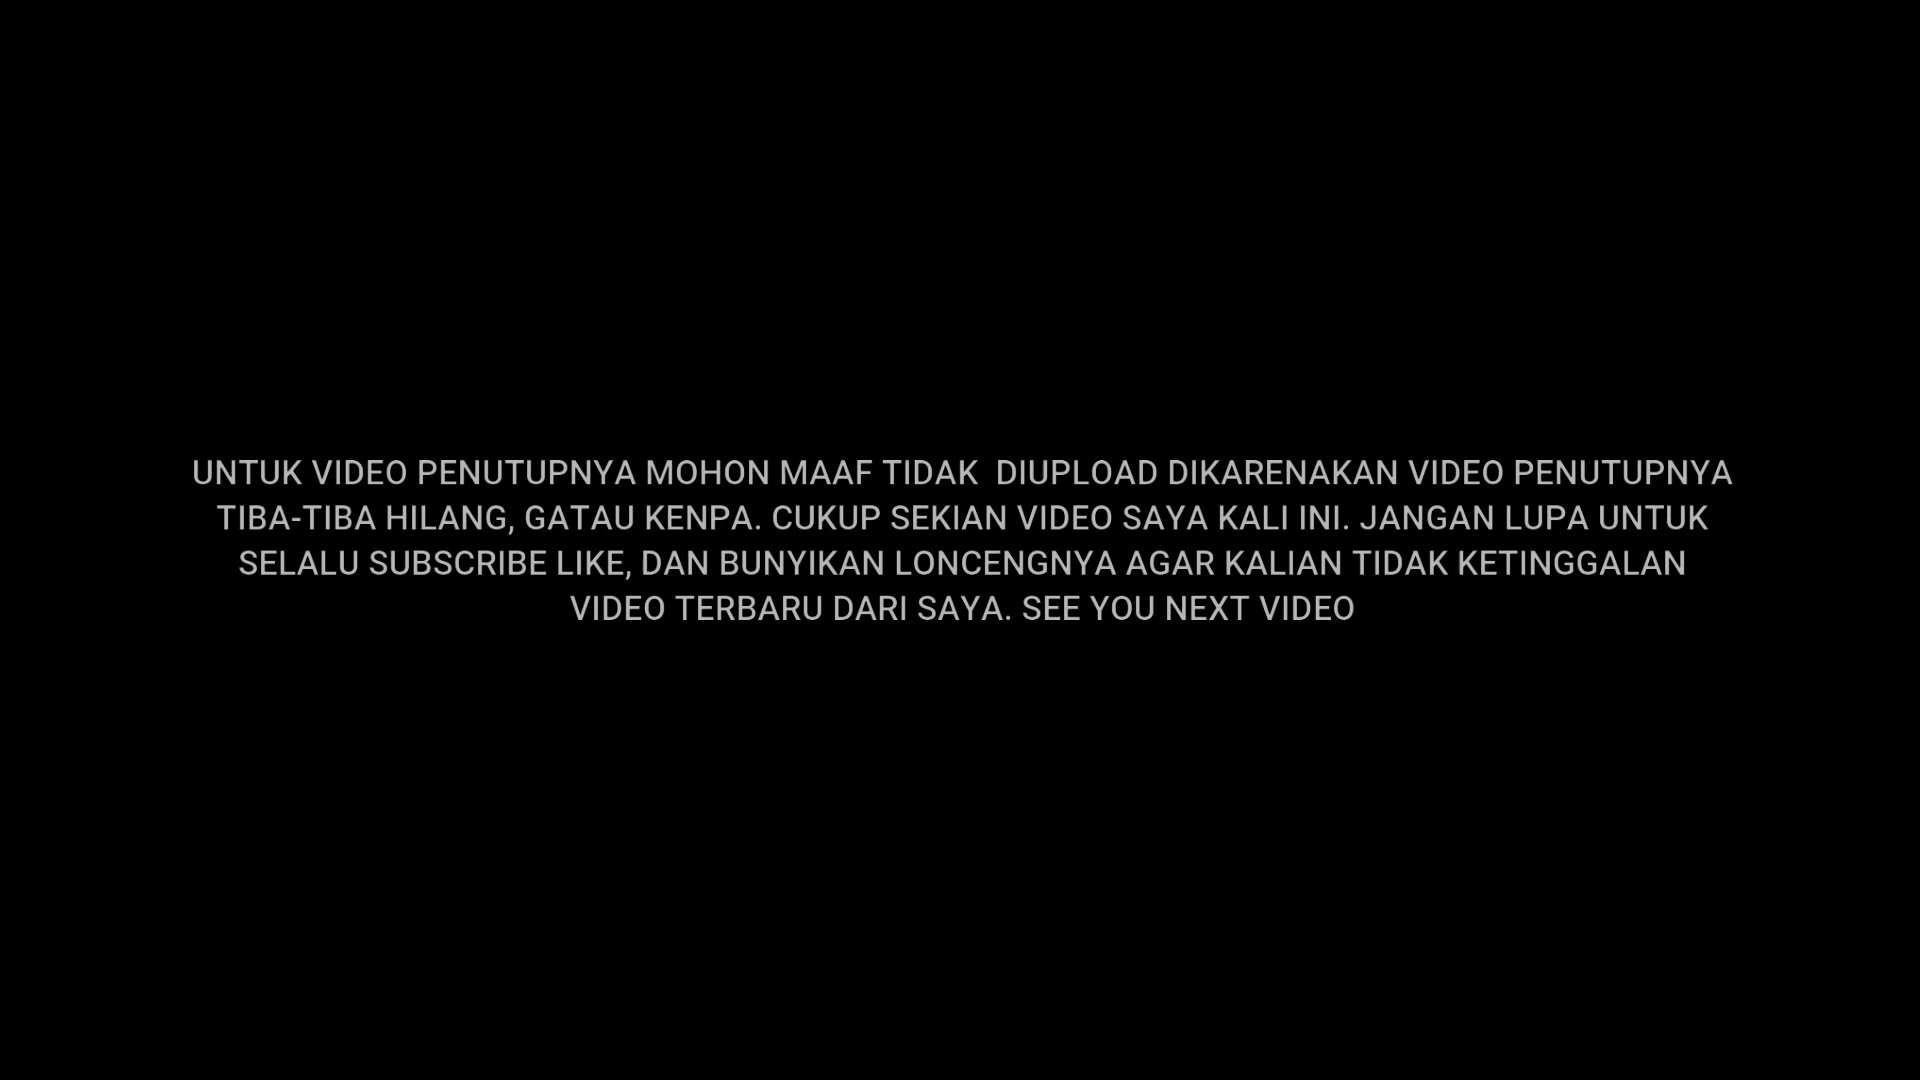 UNTUK VIDEO PENUTUPNYA MOHON MAAF TIDAK  DIUPLOAD DIKARENAKAN VIDEO PENUTUPNYA
TIBA-TIBA HILANG, GATAU KENPA. CUKUP SEKIAN VIDEO SAYA KALI INI. JANGAN LUPA UNTUK
SELALU SUBSCRIBE LIKE, DAN BUNYIKAN LONCENGNYA AGAR KALIAN TIDAK KETINGGALAN
VIDEO TERBARU DARI SAYA. SEE YOU NEXT VIDEO